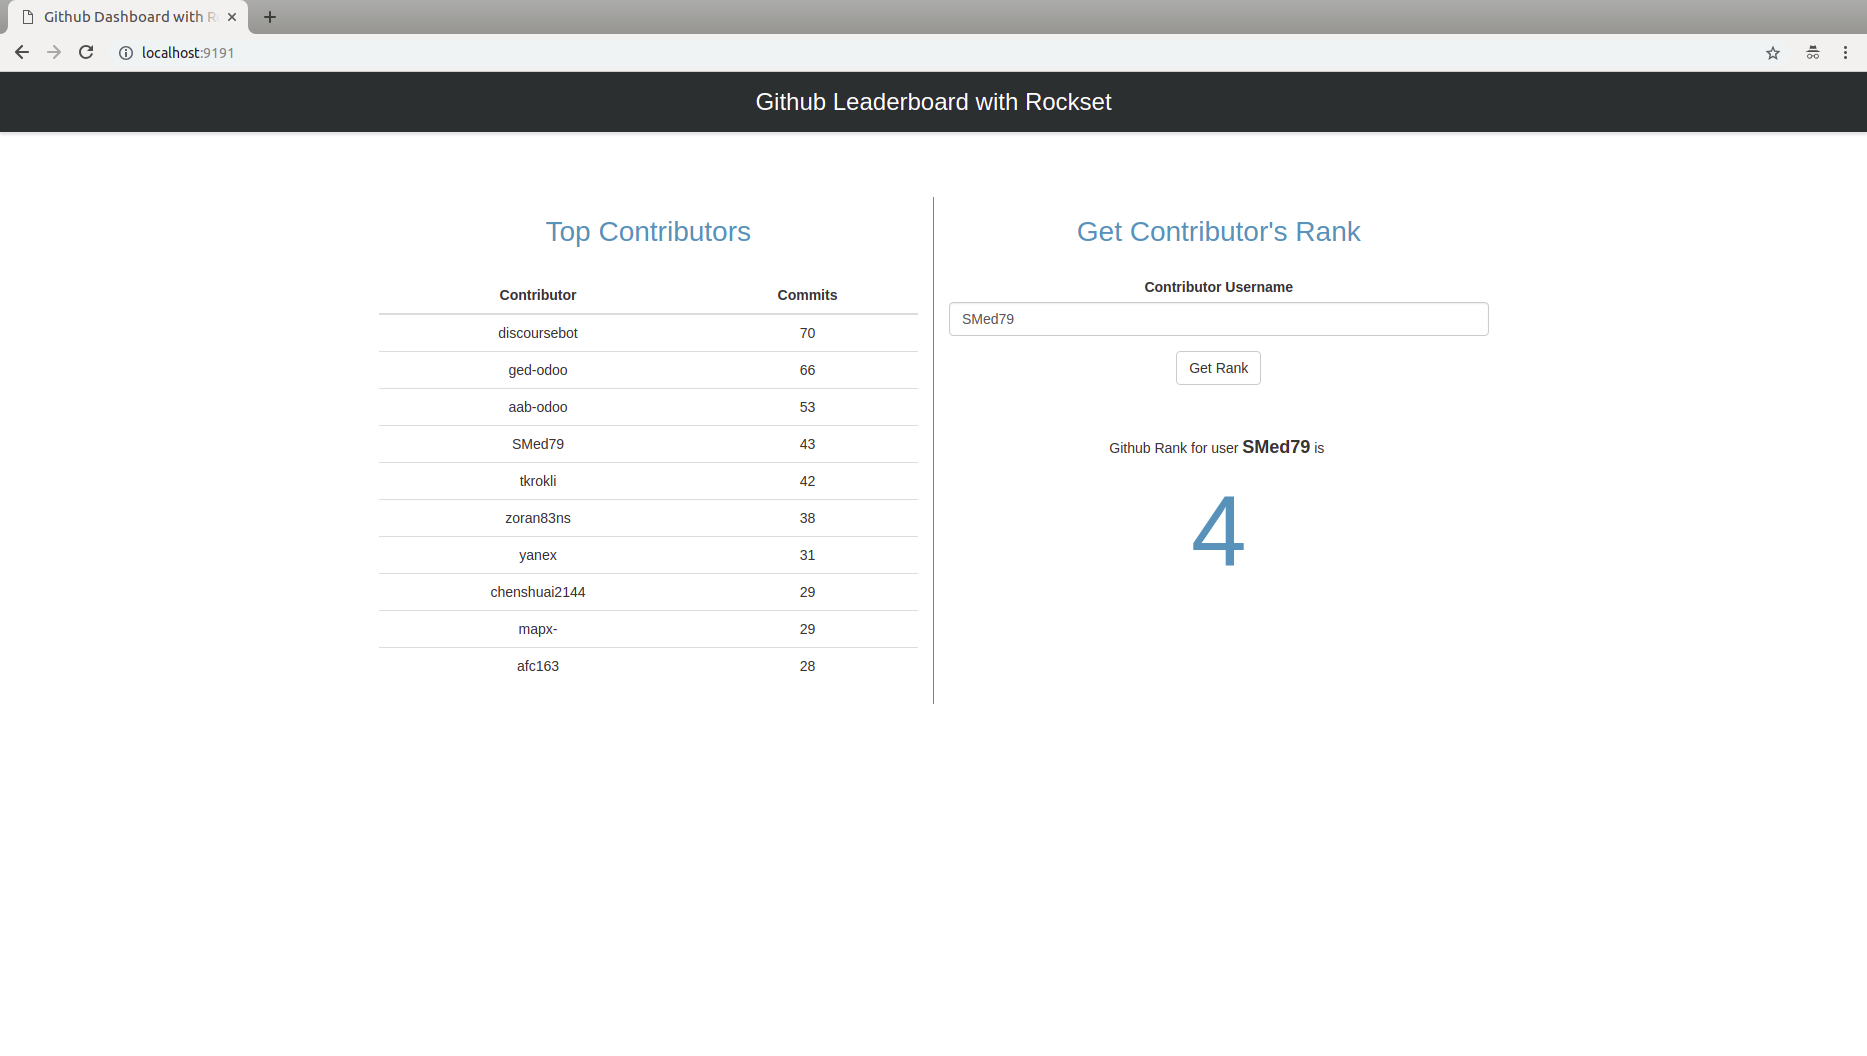 Github Dashboard with R
localhost:9191
Github Leaderboard with Rockset
Top Contributors
Contributor Commits
discoursebot 70
ged-odoo 66
aab-odoo 53
SMed79 43
tkrokli 42
zoran83ns 38
yanex 31
chenshuai2144 29
mapx- 29
afc163 28
Get Contributor's Rank
Contributor Username
SMed79
Get Rank
Github Rank for user SMed79 is
4